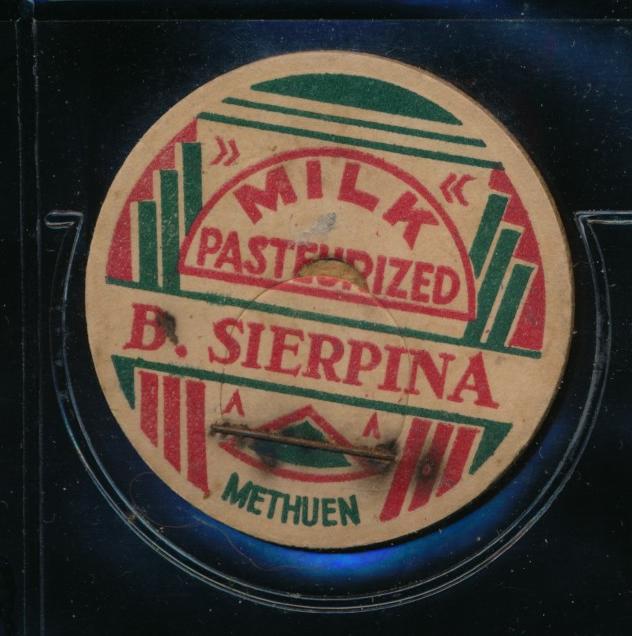 MILK
PASTEURIZED
B. SIERPINA
METHUEN